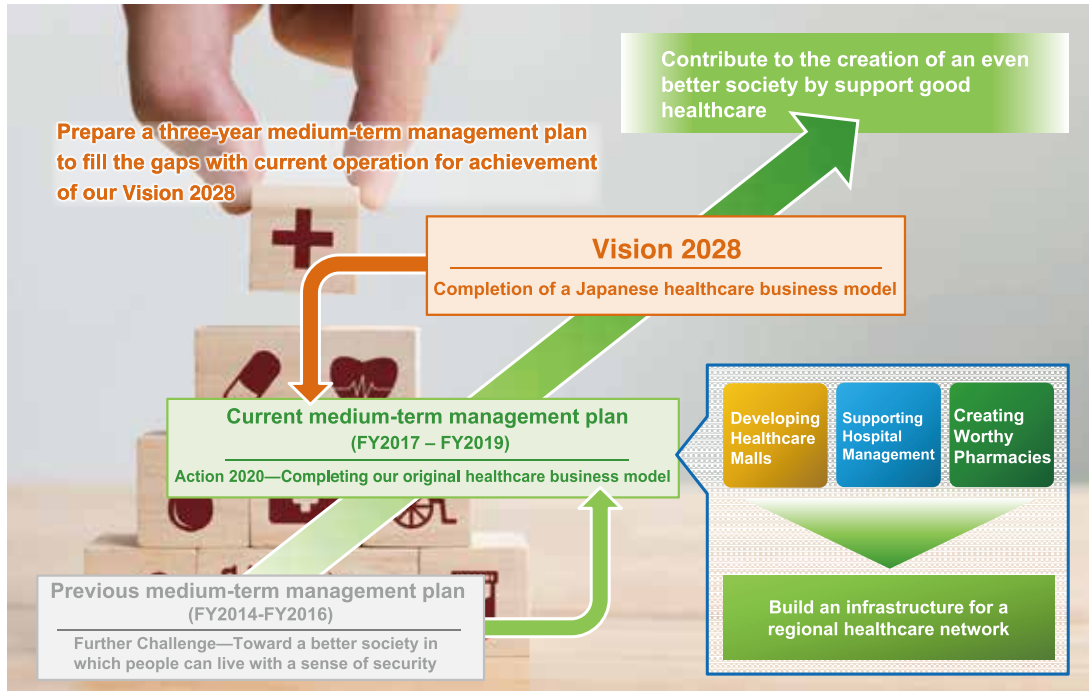 Contribute to the creation of an even
better society by support good
healthcare
Prepare a three-year medium-term management plan
to fill the gaps with current operation for achievement
of our Vision 2028
Vision 2028
Completion of a Japanese healthcare business model
Current medium-term management plan
(FY2017 – FY2019)
Action 2020—Completing our original healthcare business model
Developing
Healthcare
Malls
Supporting
Hospital
Management
Creating
Worthy
Pharmacies
Build an infrastructure for a
regional healthcare network
Previous medium-term management plan
(FY2014-FY2016)
Further Challenge—Toward a better society in
which people can live with a sense of security